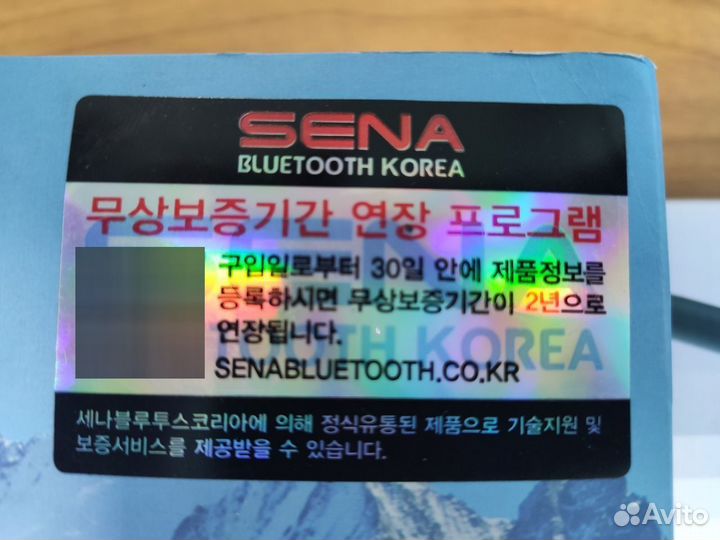 SENA
BLUETOOTH KOREA
무상보증기간 연장 프로그램
구입일로부터 30일 안에 제품정보를
등록하시면 무상보증기간이 2년으로
연장됩니다.
SENABLUETOOTH.CO.KR
세나블루투스코리아에 의해 정식유통된 제품으로 기술지원 및
보증서비스를 제공받을 수 있습니다.
Avito